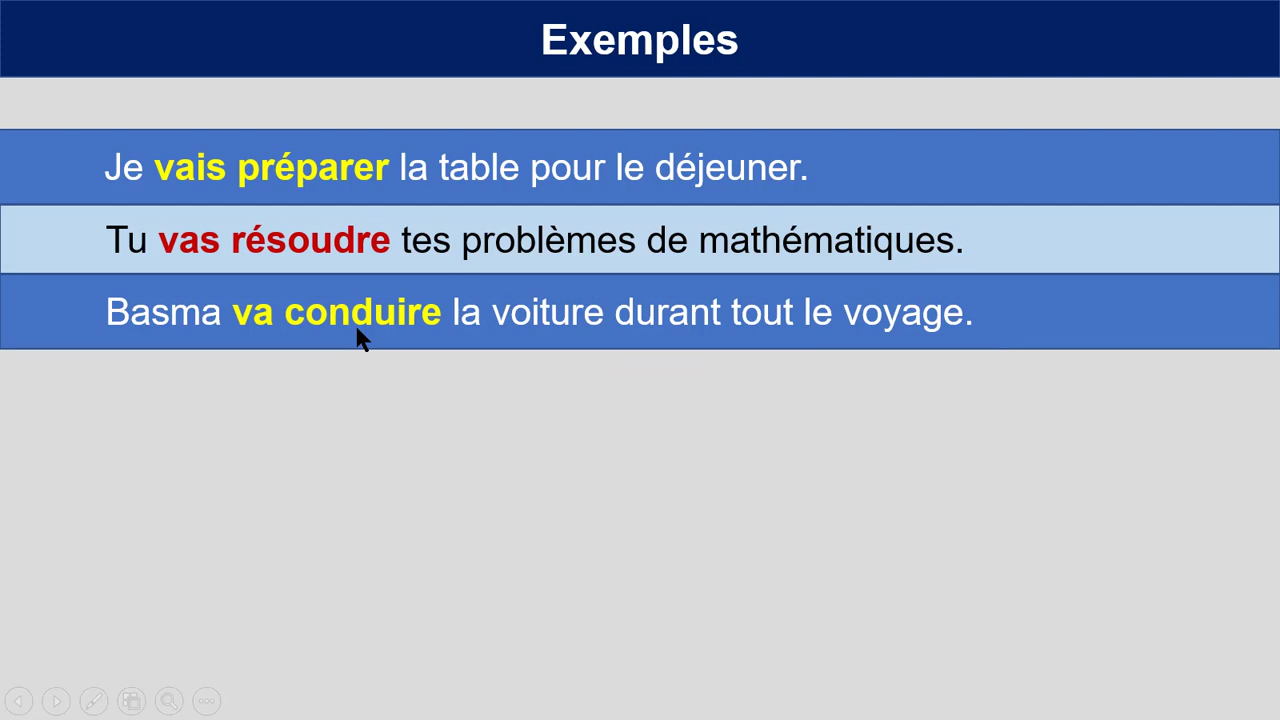 Exemples
Je vais préparer la table pour le déjeuner.
Tu vas résoudre tes problèmes de mathématiques.
Basma va conduire la voiture durant tout le voyage.